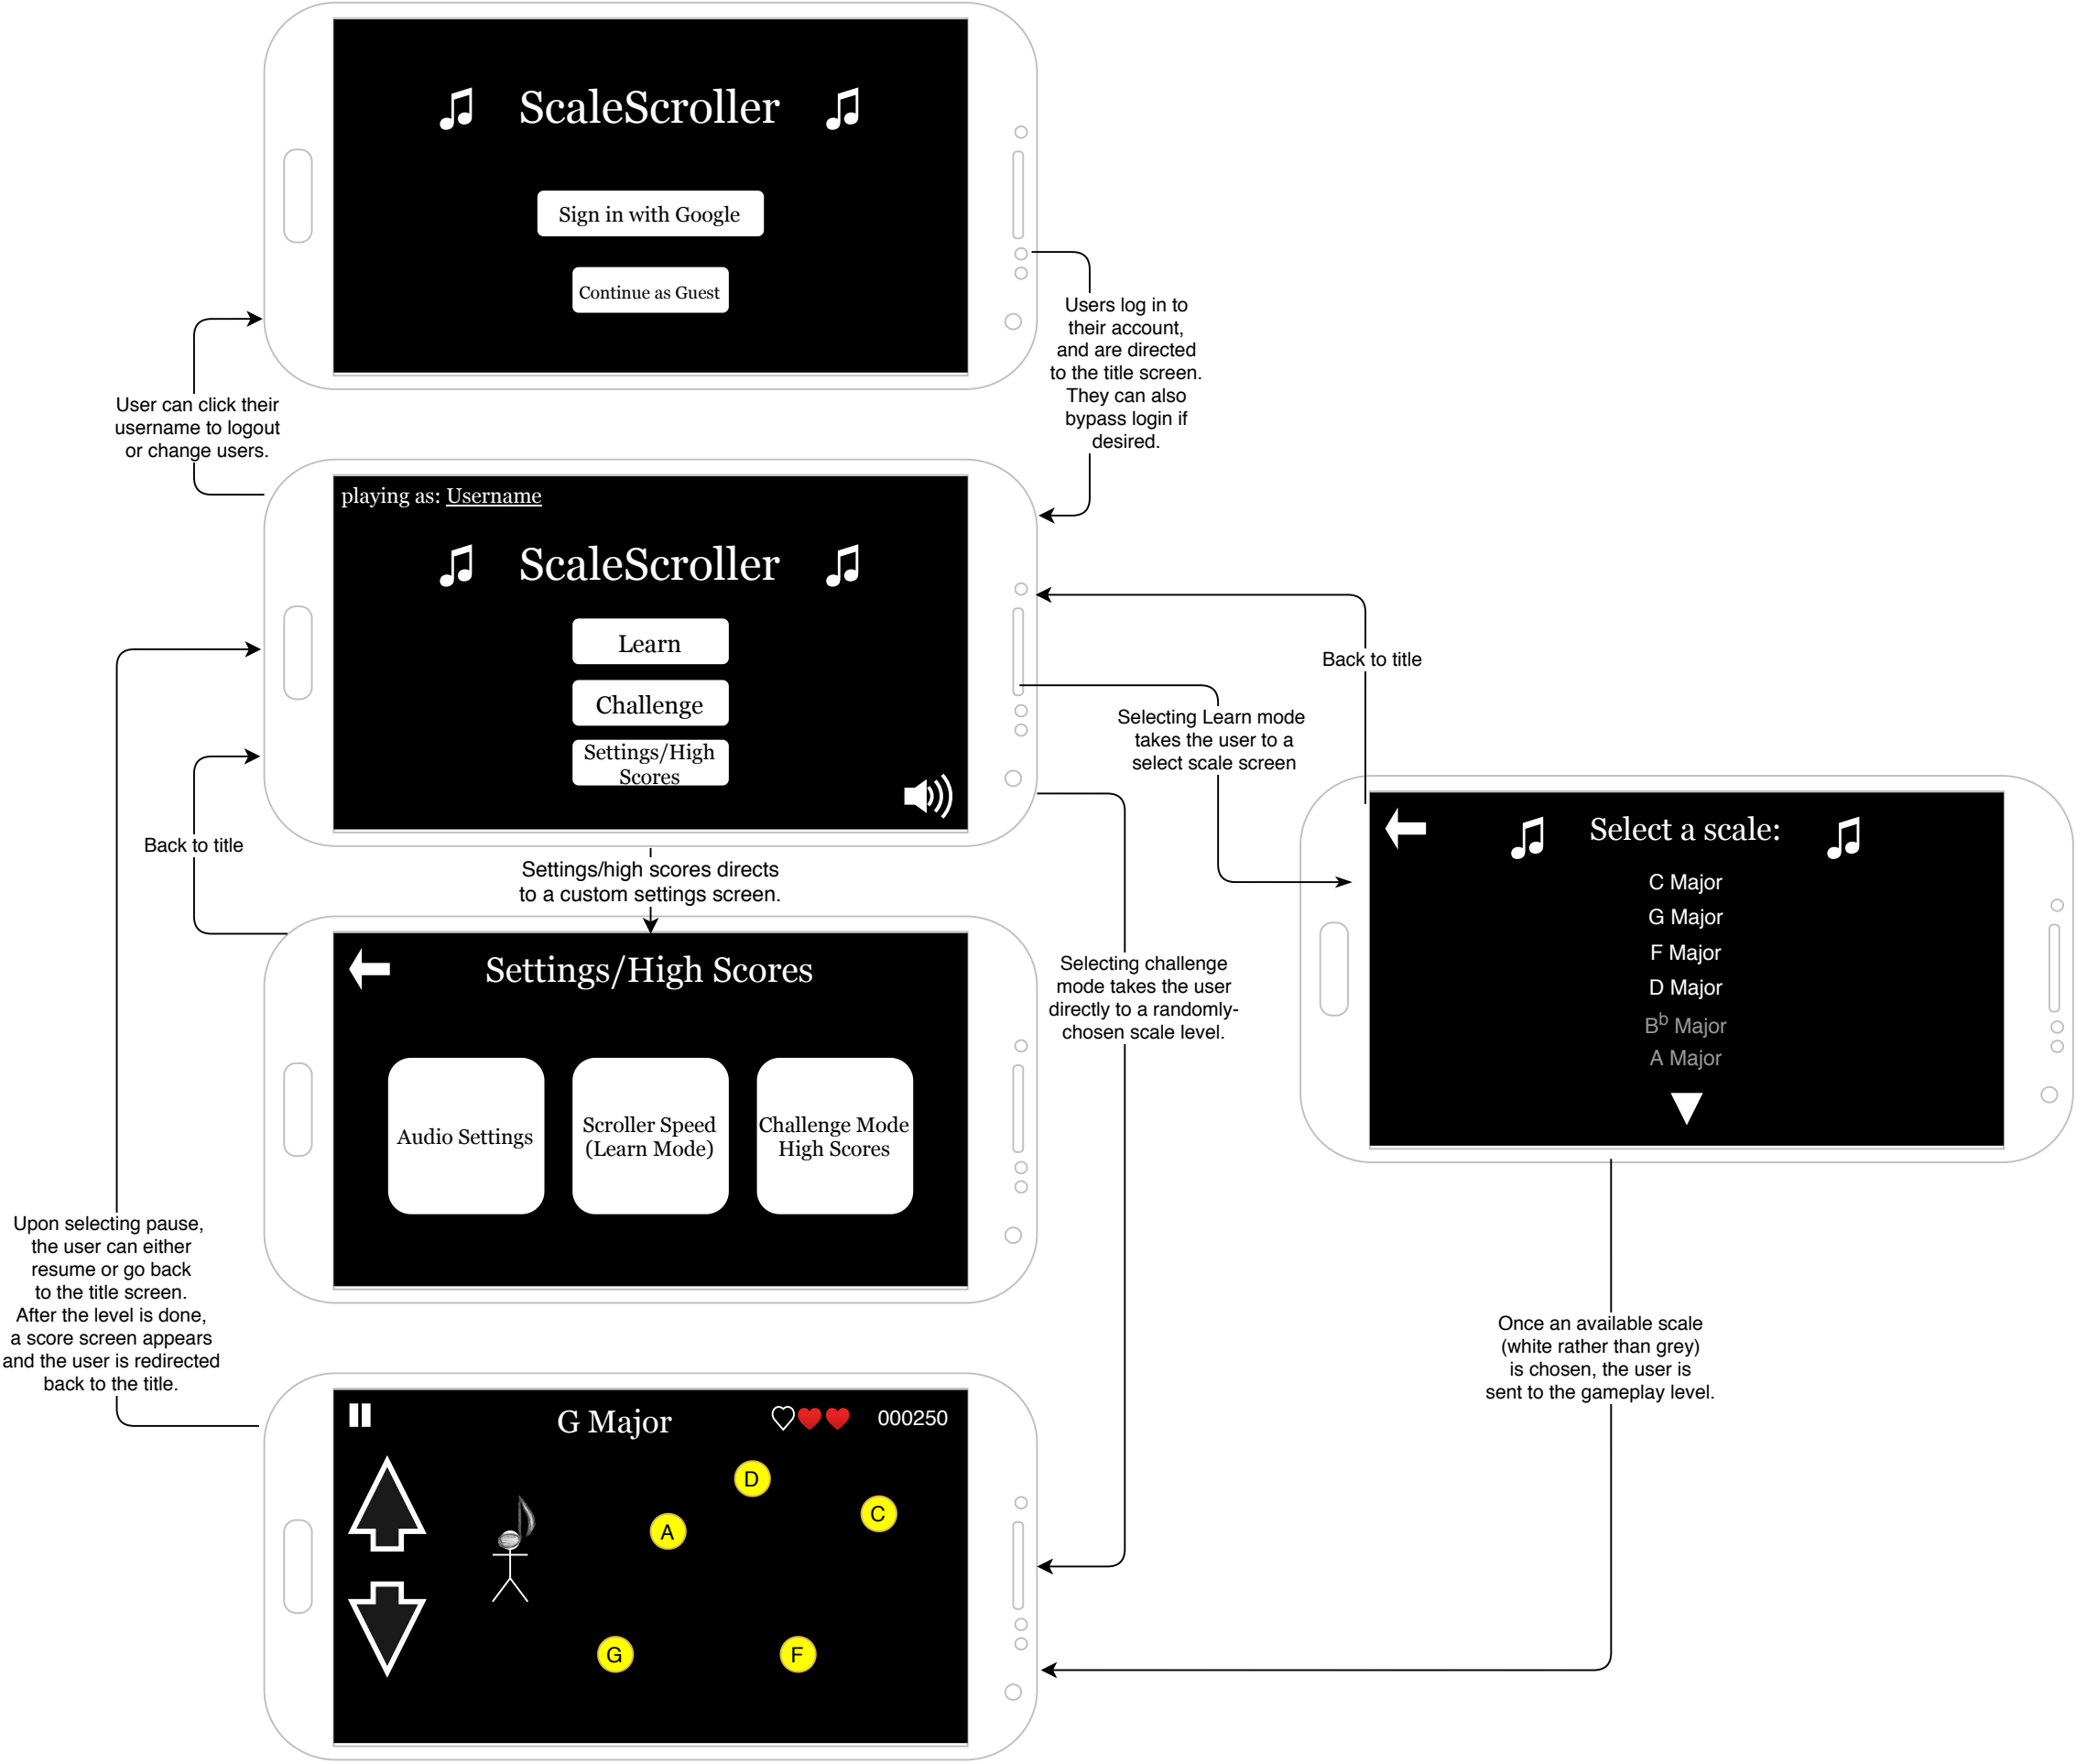 ScaleScroller
Sign in with Google
Continue as Guest
Users log in to
their account,
and are directed
to the title screen.
They can also
bypass login if
desired.
User can click their
username to logout
or change users.
playing as: Username
ScaleScroller
Learn
Challenge
Settings/High
Scores
Back to title
Selecting Learn mode
takes the user to a
select scale screen
Back to title
Settings/high scores directs
to a custom settings screen.
Select a scale:
C Major
G Major
F Major
D Major
Bb Major
A Major
Settings/High Scores
Audio Settings
Scroller Speed
(Learn Mode)
Challenge Mode
High Scores
Selecting challenge
mode takes the user
directly to a randomly-
chosen scale level.
Upon selecting pause,
the user can either
resume or go back
to the title screen.
After the level is done,
a score screen appears
and the user is redirected
back to the title.
Once an available scale
(white rather than grey)
is chosen, the user is
sent to the gameplay level.
G Major
000250
D
C
A
G
F